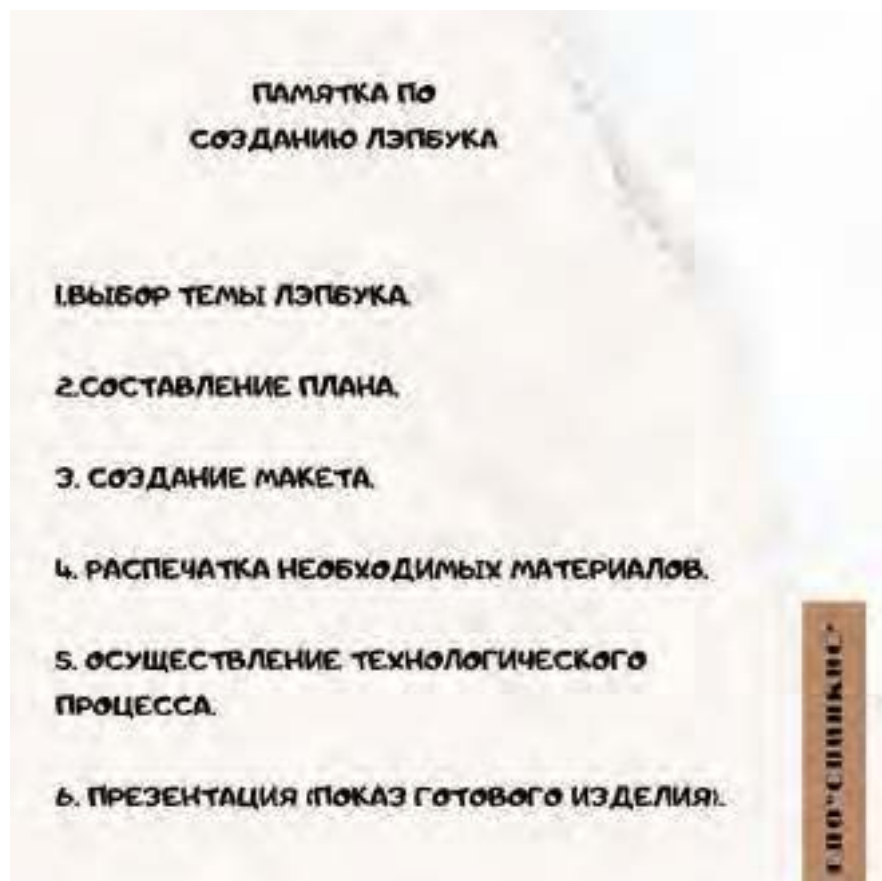 ПАМЯТКА ПО
СОЗДАНИЮ ЛЭПБУКА
1.ВЫБОР ТЕМЫ ЛЭПБУКА.
2.СОСТАВЛЕНИЕ ПЛАНА.
3. СОЗДАНИЕ МАКЕТА.
4. РАСПЕЧАТКА НЕОБХОДИМЫХ МАТЕРИАЛОВ.
5. ОСУЩЕСТВЛЕНИЕ ТЕХНОЛОГИЧЕСКОГО
ПРОЦЕССА.
6. ПРЕЗЕНТАЦИЯ (ПОКАЗ ГОТОВОГО ИЗДЕЛИЯ).